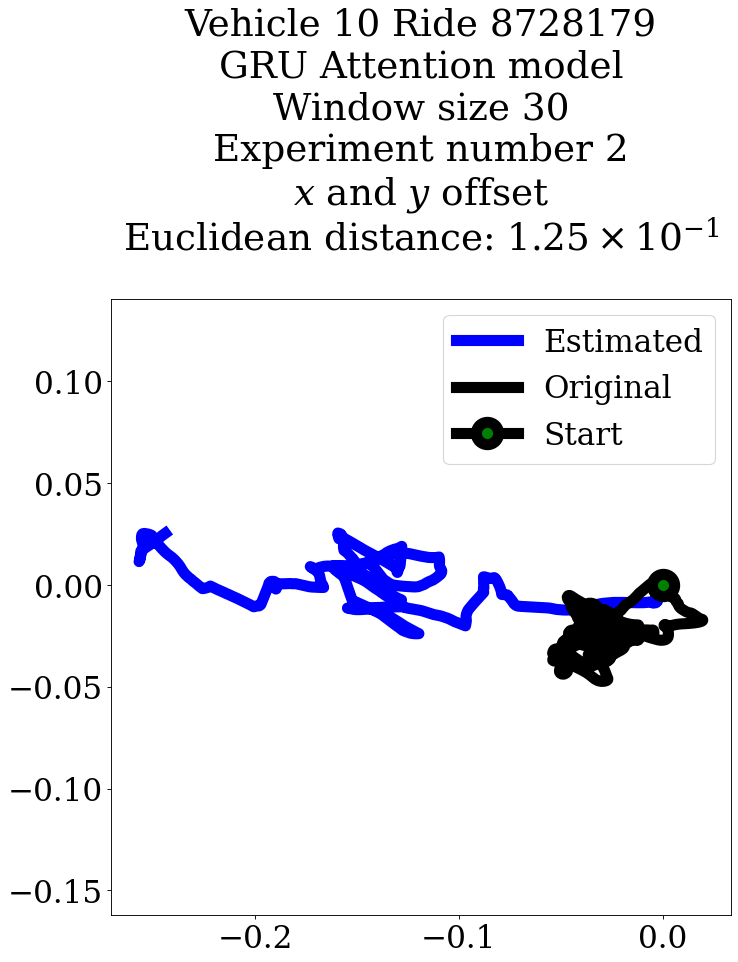 Vehicle 10 Ride 8728179
GRU Attention model
Window size 30
Experiment number 2
x and y offset
Euclidean distance: 1.25 × 10⁻¹
Estimated
Original
Start
0.10
0.05
0.00
−0.05
−0.10
−0.15
−0.2
−0.1
0.0